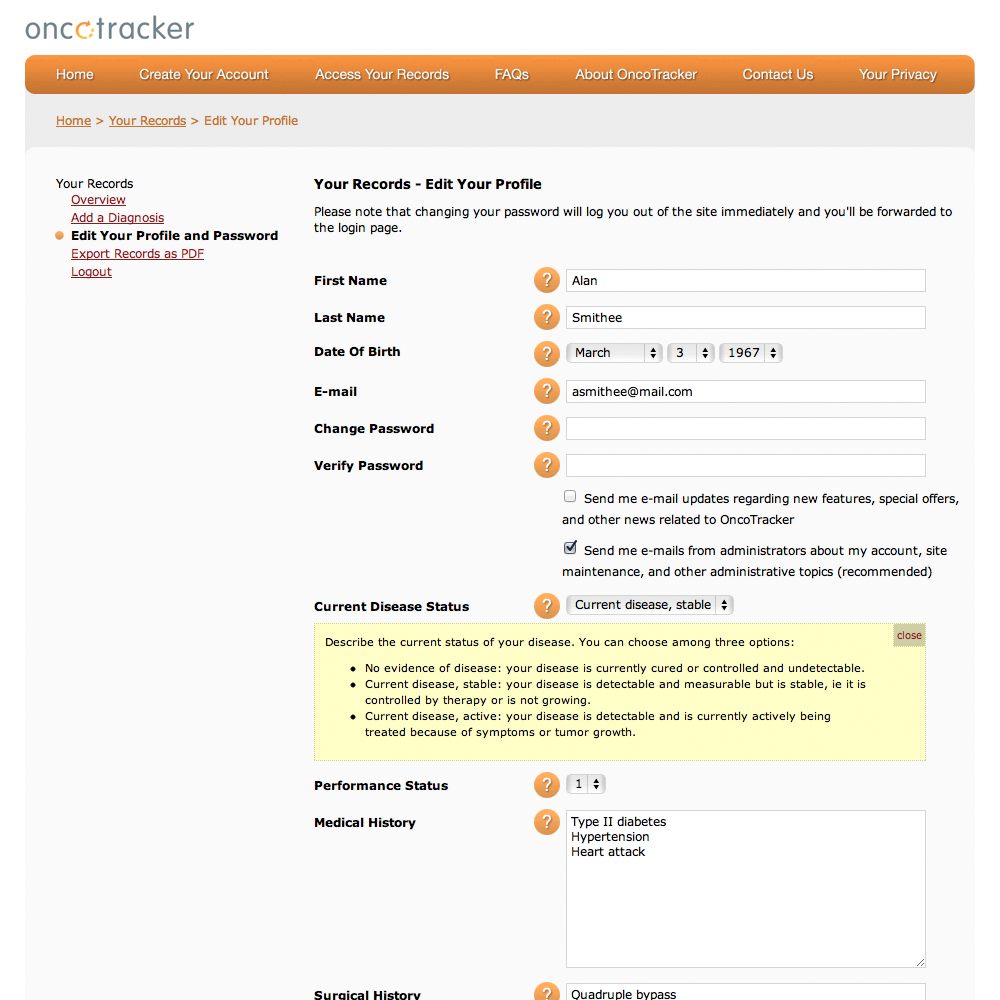 oncotracker
Home Create Your Account Access Your Records FAQs About OncoTracker Contact Us Your Privacy
Home > Your Records > Edit Your Profile
Your Records
Overview
Add a Diagnosis
Edit Your Profile and Password
Export Records as PDF
Logout
Your Records - Edit Your Profile
Please note that changing your password will log you out of the site immediately and you'll be forwarded to
the login page.
First Name ? Alan
Last Name ? Smithee
Date Of Birth ? March 3 1967
E-mail ? asmithee@mail.com
Change Password ?
Verify Password ?
Send me e-mail updates regarding new features, special offers,
and other news related to OncoTracker
Send me e-mails from administrators about my account, site
maintenance, and other administrative topics (recommended)
Current Disease Status ? Current disease, stable
close
Describe the current status of your disease. You can choose among three options:
• No evidence of disease: your disease is currently cured or controlled and undetectable.
• Current disease, stable: your disease is detectable and measurable but is stable, ie it is
controlled by therapy or is not growing.
• Current disease, active: your disease is detectable and is currently actively being
treated because of symptoms or tumor growth.
Performance Status ? 1
Medical History ? Type II diabetes
Hypertension
Heart attack
Surgical History ? Quadruple bypass